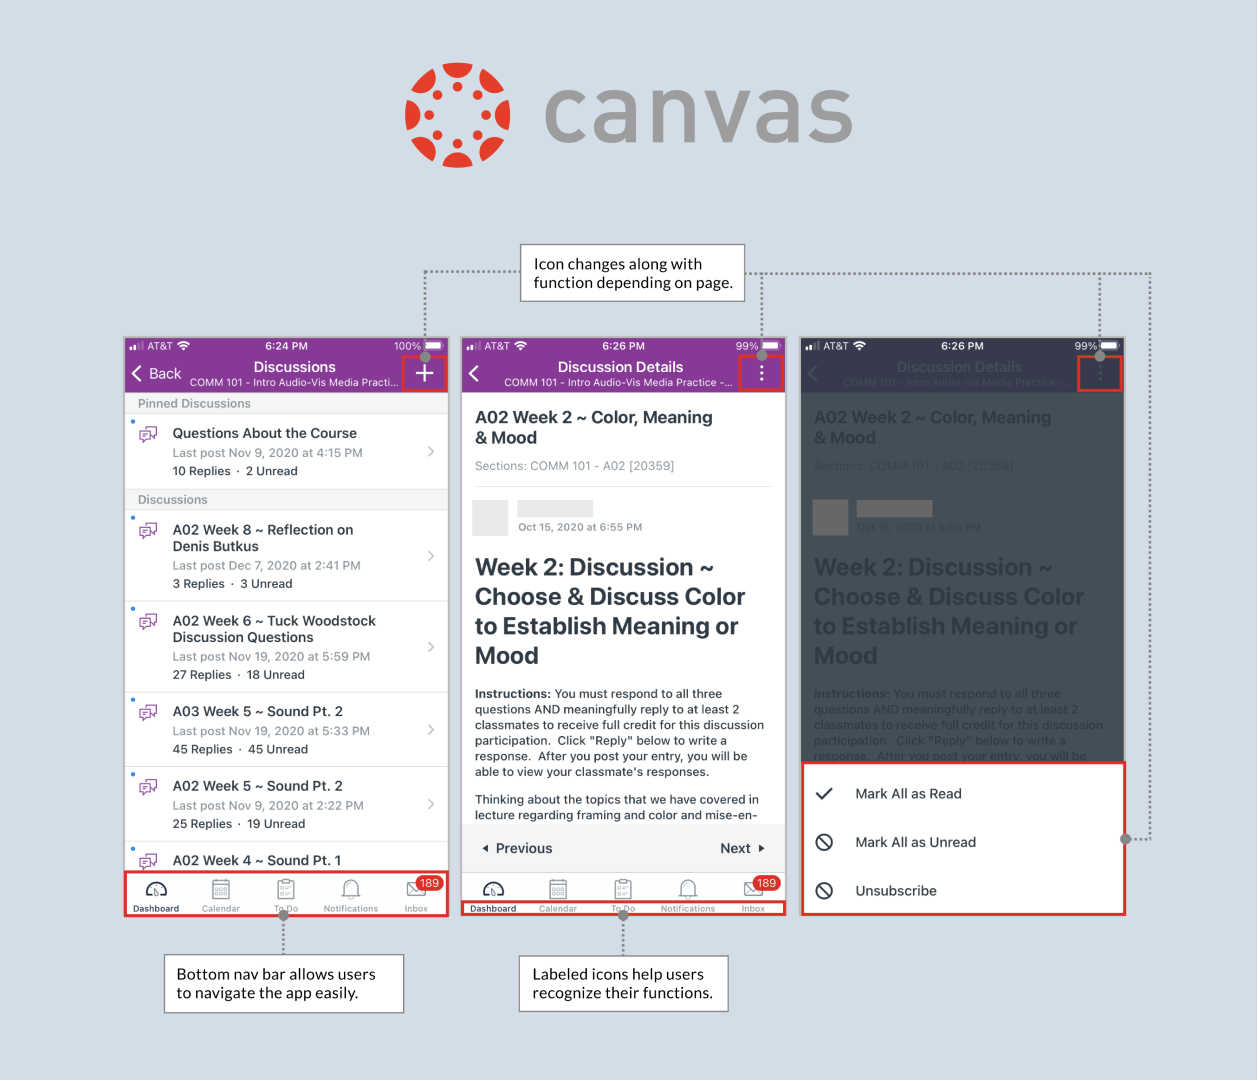 canvas
Icon changes along with
function depending on page.
AT&T 6:24 PM 100%
Back Discussions
COMM 101 - Intro Audio-Vis Media Practi...
Pinned Discussions
Questions About the Course
Last post Nov 9, 2020 at 4:15 PM
10 Replies · 2 Unread
Discussions
A02 Week 8 ~ Reflection on
Denis Butkus
Last post Dec 7, 2020 at 2:41 PM
3 Replies · 3 Unread
A02 Week 6 ~ Tuck Woodstock
Discussion Questions
Last post Nov 19, 2020 at 5:59 PM
27 Replies · 18 Unread
A03 Week 5 ~ Sound Pt. 2
Last post Nov 19, 2020 at 5:33 PM
45 Replies · 45 Unread
A02 Week 5 ~ Sound Pt. 2
Last post Nov 9, 2020 at 2:22 PM
25 Replies · 19 Unread
A02 Week 4 ~ Sound Pt. 1
189
Dashboard Calendar To Do Notifications Inbox
AT&T 6:26 PM 99%
Discussion Details
COMM 101 - Intro Audio-Vis Media Practice -...
A02 Week 2 ~ Color, Meaning
& Mood
Sections: COMM 101 - A02 [20359]
Oct 15, 2020 at 6:55 PM
Week 2: Discussion ~
Choose & Discuss Color
to Establish Meaning or
Mood
Instructions: You must respond to all three
questions AND meaningfully reply to at least 2
classmates to receive full credit for this discussion
participation. Click "Reply" below to write a
response. After you post your entry, you will be
able to view your classmate's responses.
Thinking about the topics that we have covered in
lecture regarding framing and color and mise-en-
Previous Next
189
Dashboard Calendar To Do Notifications Inbox
AT&T 6:26 PM 99%
Discussion Details
COMM 101 - Intro Audio-Vis Media Practice -...
A02 Week 2 ~ Color, Meaning
& Mood
Sections: COMM 101 - A02 [20359]
Oct 15, 2020 at 6:55 PM
Week 2: Discussion ~
Choose & Discuss Color
to Establish Meaning or
Mood
Instructions: You must respond to all three
questions AND meaningfully reply to at least 2
classmates to receive full credit for this discussion
participation. Click "Reply" below to write a
response. After you post your entry, you will be
Mark All as Read
Mark All as Unread
Unsubscribe
Bottom nav bar allows users
to navigate the app easily.
Labeled icons help users
recognize their functions.